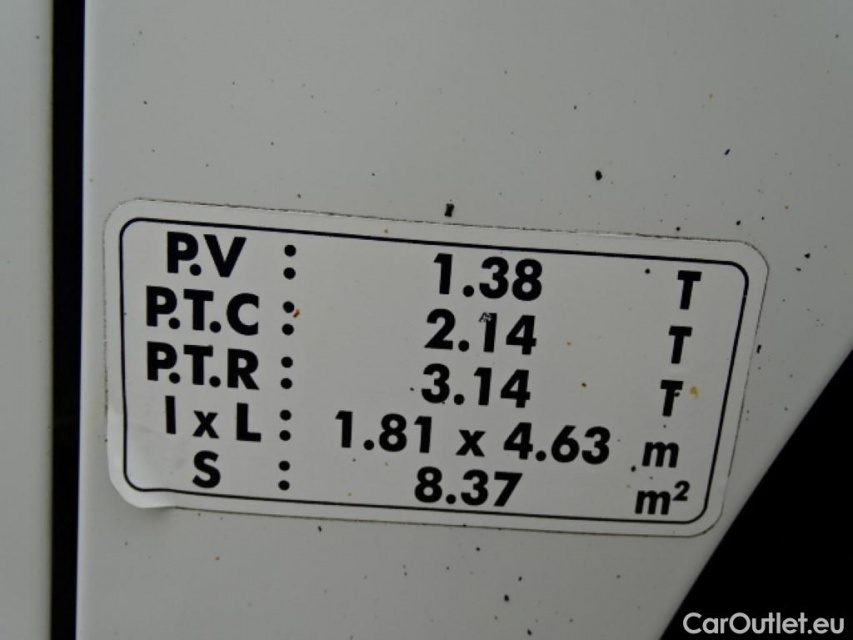 P.V : 1.38 T
P.T.C : 2.14 T
P.T.R : 3.14 T
l x L : 1.81 x 4.63 m
S : 8.37 m²
CarOutlet.eu